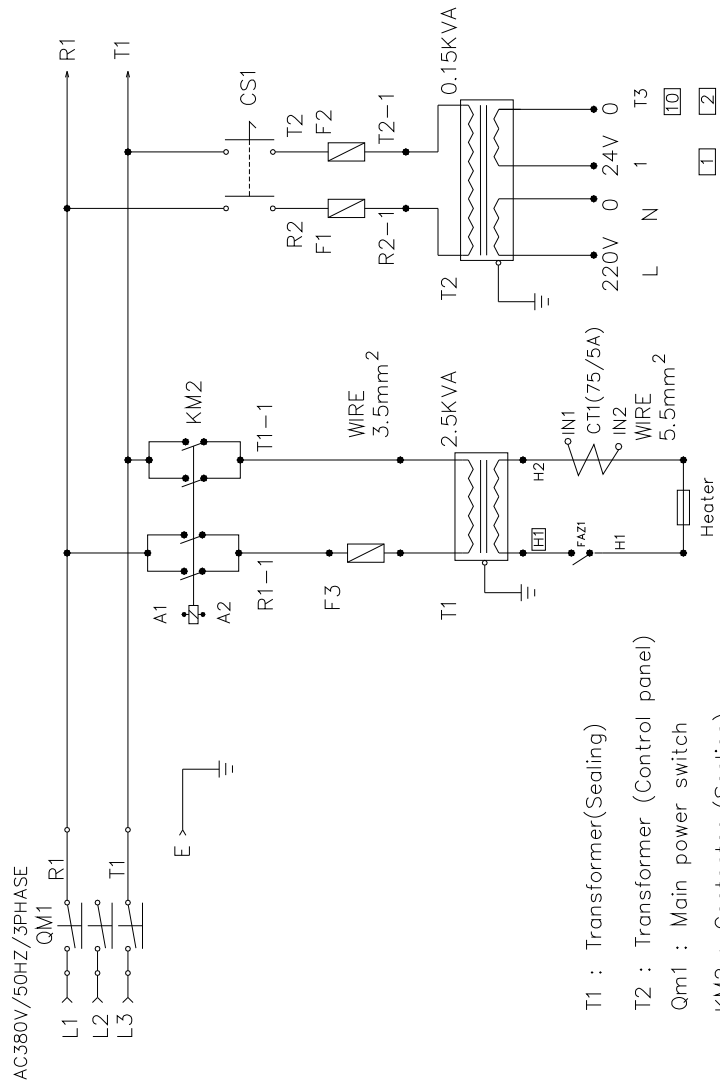 AC380V/50HZ/3PHASE
L1
L2
L3
QM1
R1
T1
R1
T1
E
A1
A2
KM2
R1-1
T1-1
F3
WIRE
3.5mm²
T1
2.5KVA
H1
H2
FAZ1
H1
IN1
CT1(75/5A)
IN2
WIRE
5.5mm²
Heater
CS1
R2
T2
F1
F2
R2-1
T2-1
T2
0.15KVA
220V
0
24V
0
L
N
1
T3
10
1
2
T1 : Transformer(Sealing)
T2 : Transformer (Control panel)
Qm1 : Main power switch
KM2 : Contactor (Sealing)